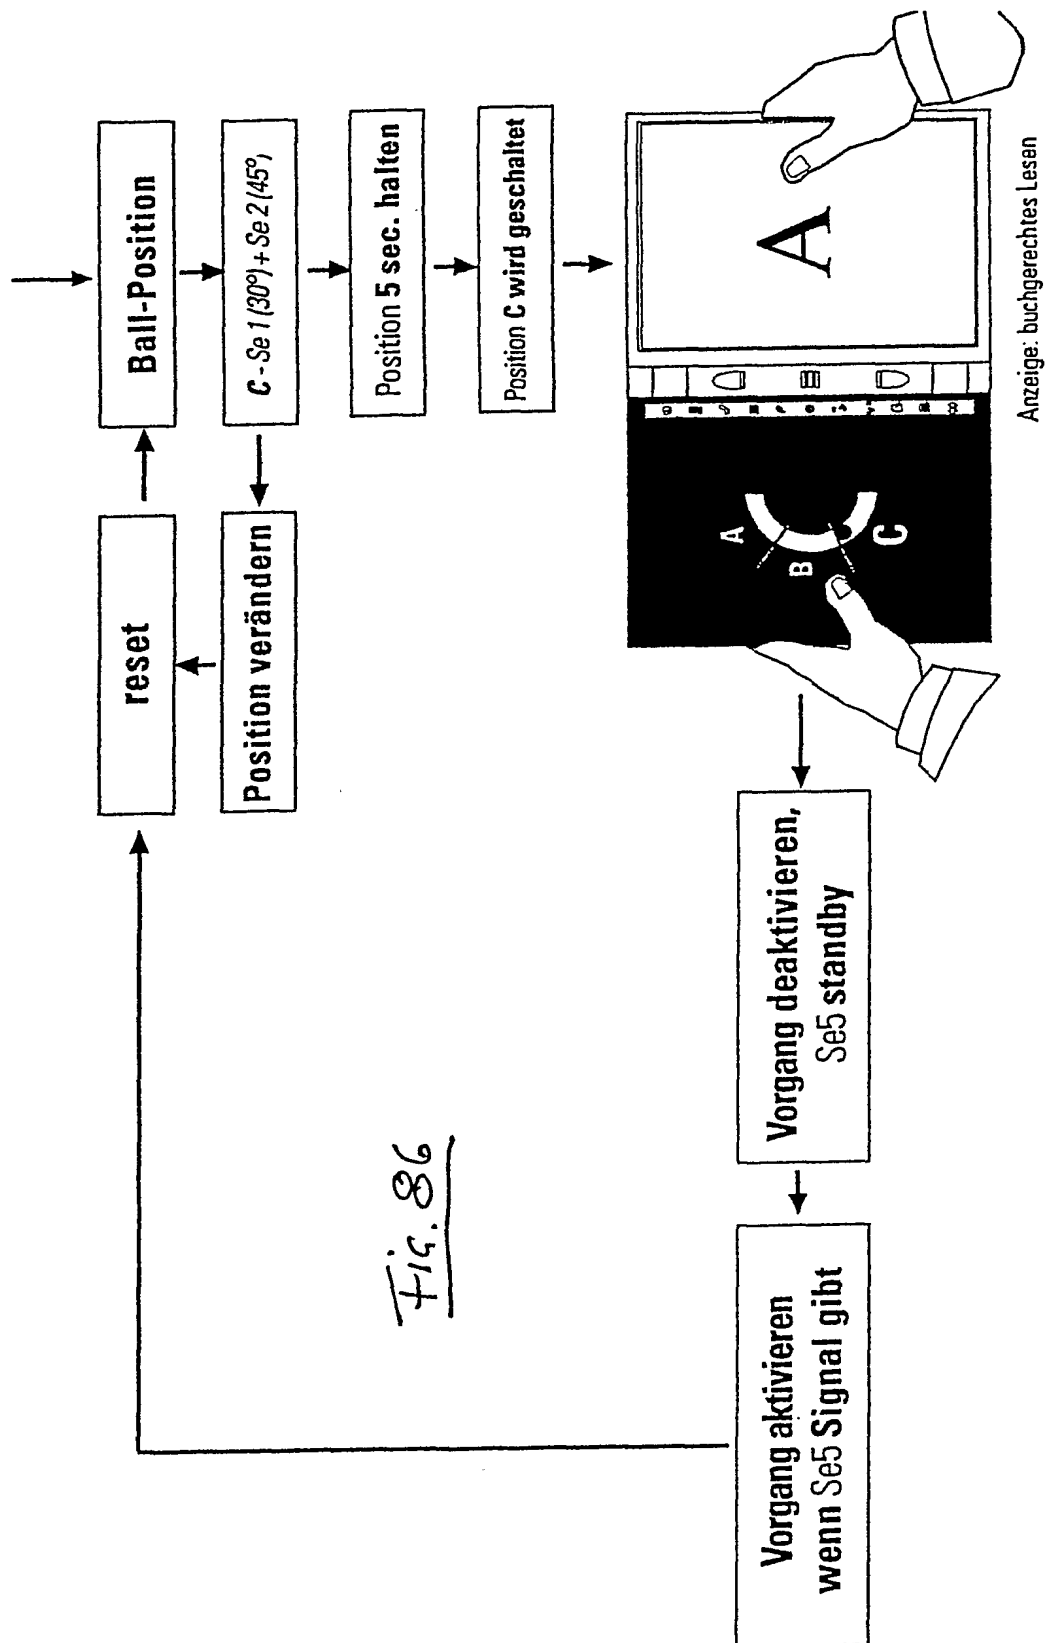 Ball-Position
C - Se 1 (30°) + Se 2 (45°)
Position 5 sec. halten
Position C wird geschaltet
reset
Position verändern
A
A
B
C
Anzeige: buchgerechtes Lesen
Vorgang deaktivieren,
Se5 standby
Vorgang aktivieren
wenn Se5 Signal gibt
Fig. 86